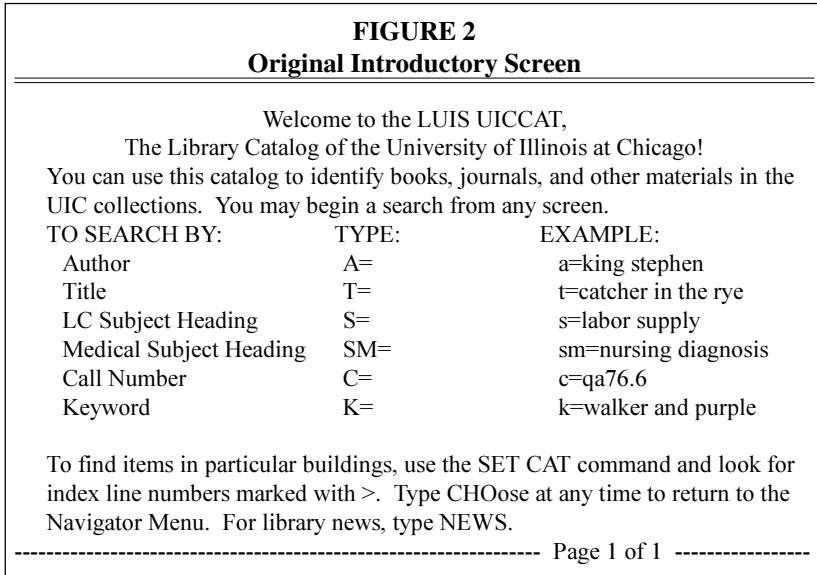 FIGURE 2
Original Introductory Screen
Welcome to the LUIS UICCAT,
The Library Catalog of the University of Illinois at Chicago!
You can use this catalog to identify books, journals, and other materials in the
UIC collections.  You may begin a search from any screen.
TO SEARCH BY: TYPE: EXAMPLE:
Author A= a=king stephen
Title T= t=catcher in the rye
LC Subject Heading S= s=labor supply
Medical Subject Heading SM= sm=nursing diagnosis
Call Number C= c=qa76.6
Keyword K= k=walker and purple
To find items in particular buildings, use the SET CAT command and look for
index line numbers marked with >.  Type CHOose at any time to return to the
Navigator Menu.  For library news, type NEWS.
------------------------------------------------------------------ Page 1 of 1 -----------------